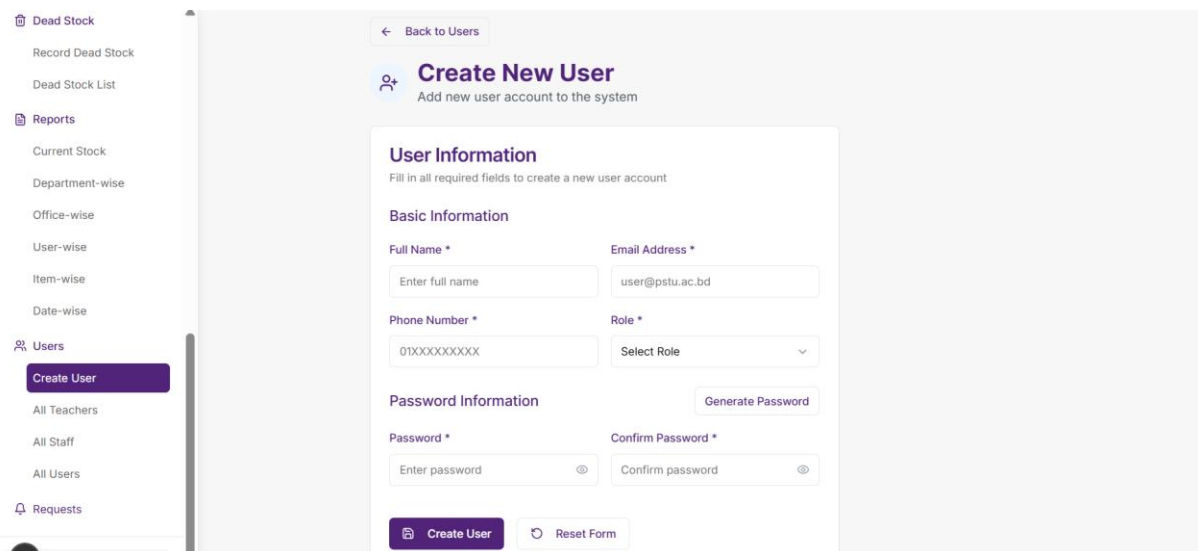 Dead Stock
Record Dead Stock
Dead Stock List
Reports
Current Stock
Department-wise
Office-wise
User-wise
Item-wise
Date-wise
Users
Create User
All Teachers
All Staff
All Users
Requests
Back to Users
Create New User
Add new user account to the system
User Information
Fill in all required fields to create a new user account
Basic Information
Full Name * Email Address *
Enter full name user@pstu.ac.bd
Phone Number * Role *
01XXXXXXXXX Select Role
Password Information Generate Password
Password * Confirm Password *
Enter password Confirm password
Create User Reset Form